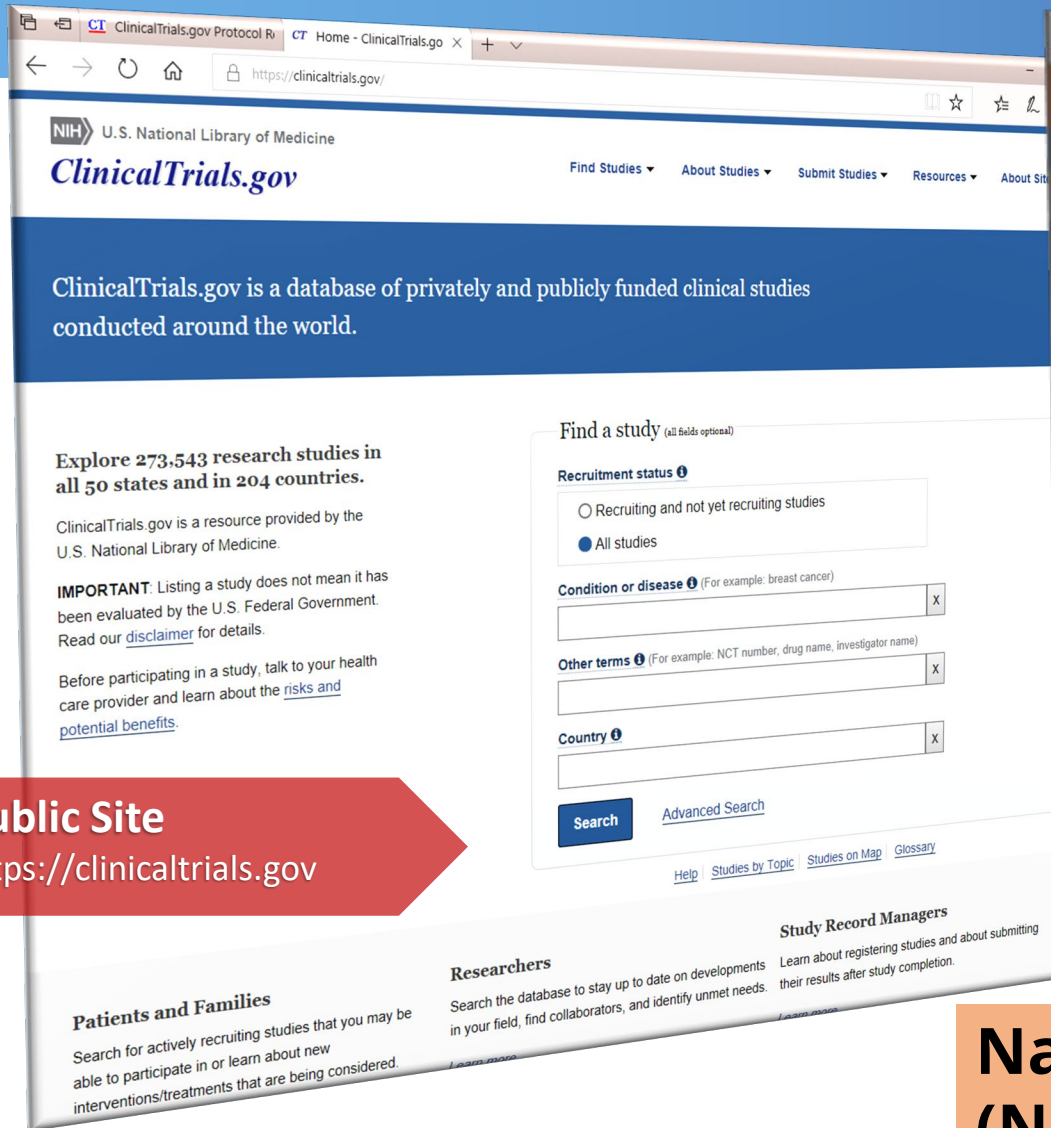 CT ClinicalTrials.gov Protocol R
CT Home - ClinicalTrials.go
https://clinicaltrials.gov/
NIH U.S. National Library of Medicine
ClinicalTrials.gov
Find Studies
About Studies
Submit Studies
Resources
About Site
ClinicalTrials.gov is a database of privately and publicly funded clinical studies
conducted around the world.
Explore 273,543 research studies in
all 50 states and in 204 countries.
ClinicalTrials.gov is a resource provided by the
U.S. National Library of Medicine.
IMPORTANT: Listing a study does not mean it has
been evaluated by the U.S. Federal Government.
Read our disclaimer for details.
Before participating in a study, talk to your health
care provider and learn about the risks and
potential benefits.
Find a study (all fields optional)
Recruitment status
Recruiting and not yet recruiting studies
All studies
Condition or disease (For example: breast cancer)
X
Other terms (For example: NCT number, drug name, investigator name)
X
Country
X
Search
Advanced Search
Help
Studies by Topic
Studies on Map
Glossary
ublic Site
tps://clinicaltrials.gov
Patients and Families
Search for actively recruiting studies that you may be
able to participate in or learn about new
interventions/treatments that are being considered.
Researchers
Search the database to stay up to date on developments
in your field, find collaborators, and identify unmet needs.
Learn more
Study Record Managers
Learn about registering studies and about submitting
their results after study completion.
Learn more
Na
(N